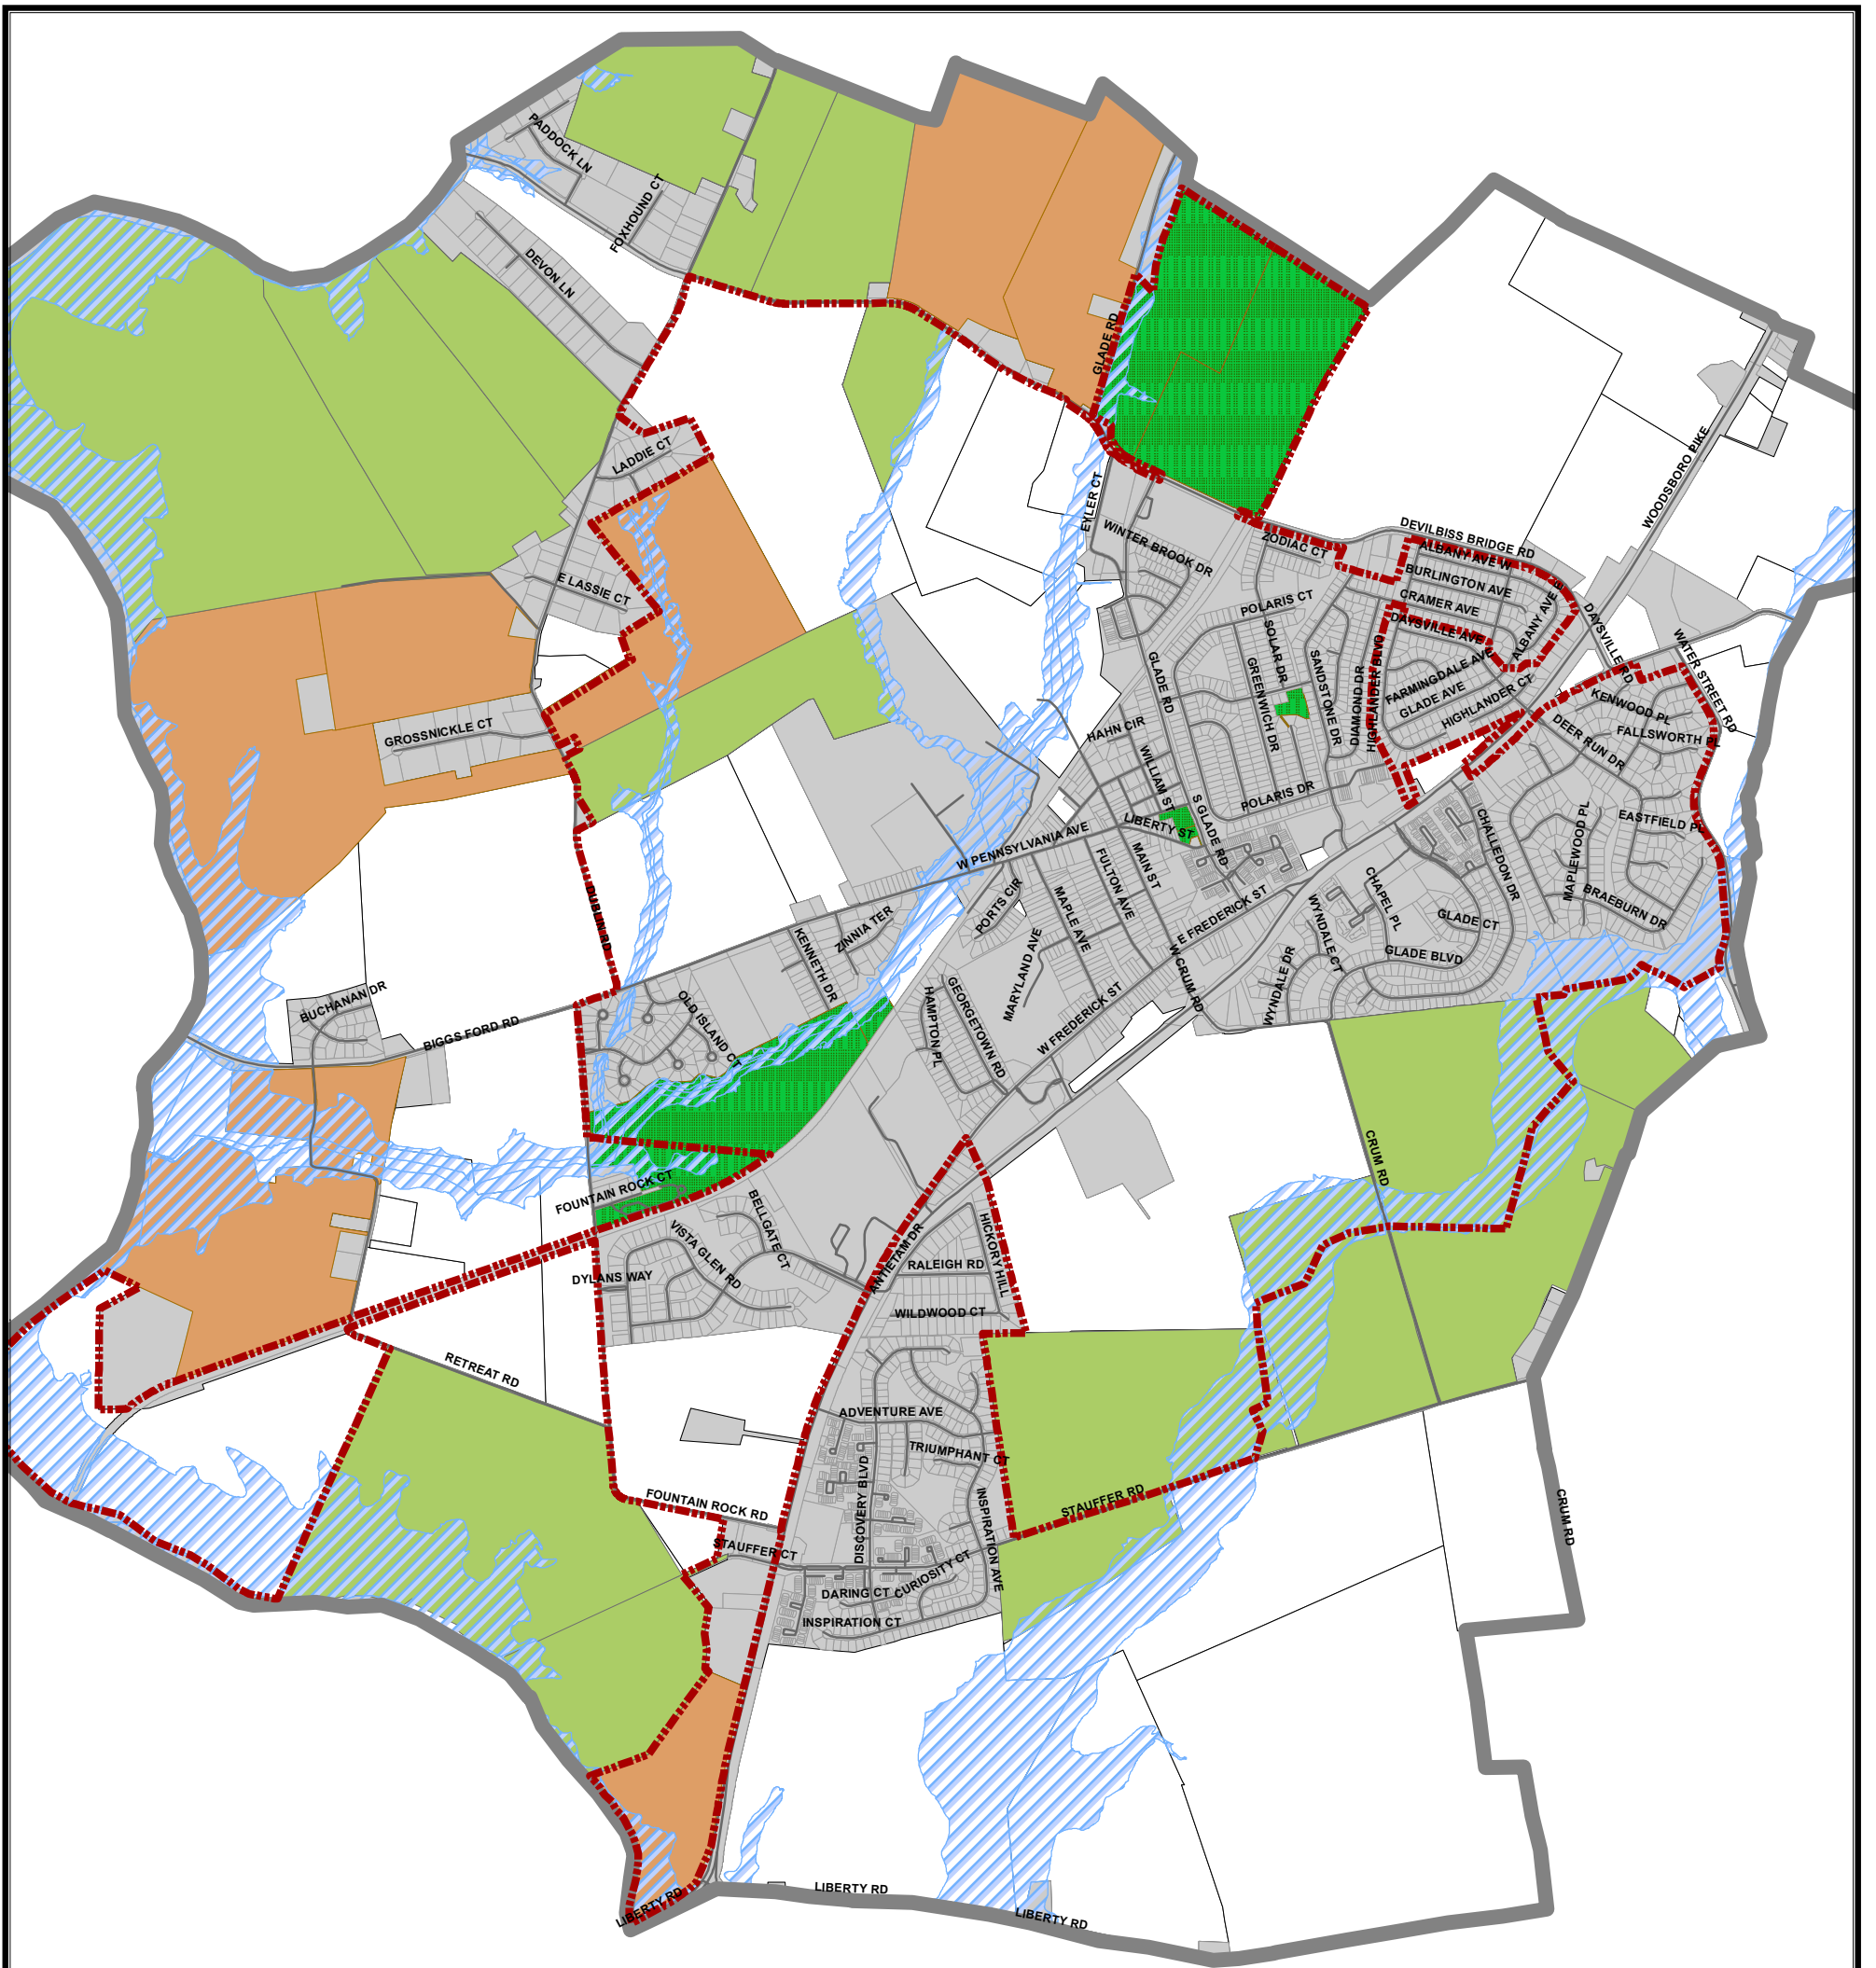 PADDOCK LN
FOXHOUND CT
DEVON LN
GLADE RD
LADDIE CT
WOODSBORO PIKE
EYLER CT
WINTER BROOK DR
ZODIAC CT
DEVILBISS BRIDGE RD
ALBANY AVE W
BURLINGTON AVE
CRAMER AVE
ALBANY AVE
DAYSVILLE AVE
DAYSVILLE RD
WATER STREET RD
E LASSIE CT
POLARIS CT
SOLAR DR
GREENWICH DR
SANDSTONE DR
DIAMOND DR
HIGHLANDER BLVD
FARMINGDALE AVE
GLADE AVE
HIGHLANDER CT
KENWOOD PL
FALLSWORTH PL
DEER RUN DR
GLADE RD
HAHN CIR
WILLIAM ST
GROSSNICKLE CT
POLARIS DR
S GLADE RD
LIBERTY ST
W PENNSYLVANIA AVE
MAIN ST
FULTON AVE
CHALLEDON DR
MAPLEWOOD PL
EASTFIELD PL
BRAEBURN DR
CHAPEL PL
GLADE CT
GLADE BLVD
WYNDALE CT
WYNDALE DR
E FREDERICK ST
W CRUM RD
MAPLE AVE
PORTS CIR
MARYLAND AVE
ZINNIA TER
KENNETH DR
DUBLIN RD
BUCHANAN DR
BIGGS FORD RD
OLD ISLAND CT
HAMPTON PL
GEORGETOWN RD
W FREDERICK ST
CRUM RD
FOUNTAIN ROCK CT
BELLGATE CT
VISTA GLEN RD
DYLANS WAY
ANTIETAM DR
HICKORY HILL
RALEIGH RD
WILDWOOD CT
RETREAT RD
ADVENTURE AVE
TRIUMPHANT CT
DISCOVERY BLVD
INSPIRATION AVE
FOUNTAIN ROCK RD
STAUFFER RD
STAUFFER CT
CURIOSITY CT
DARING CT
INSPIRATION CT
CRUM RD
LIBERTY RD
LIBERTY RD
LIBERTY RD